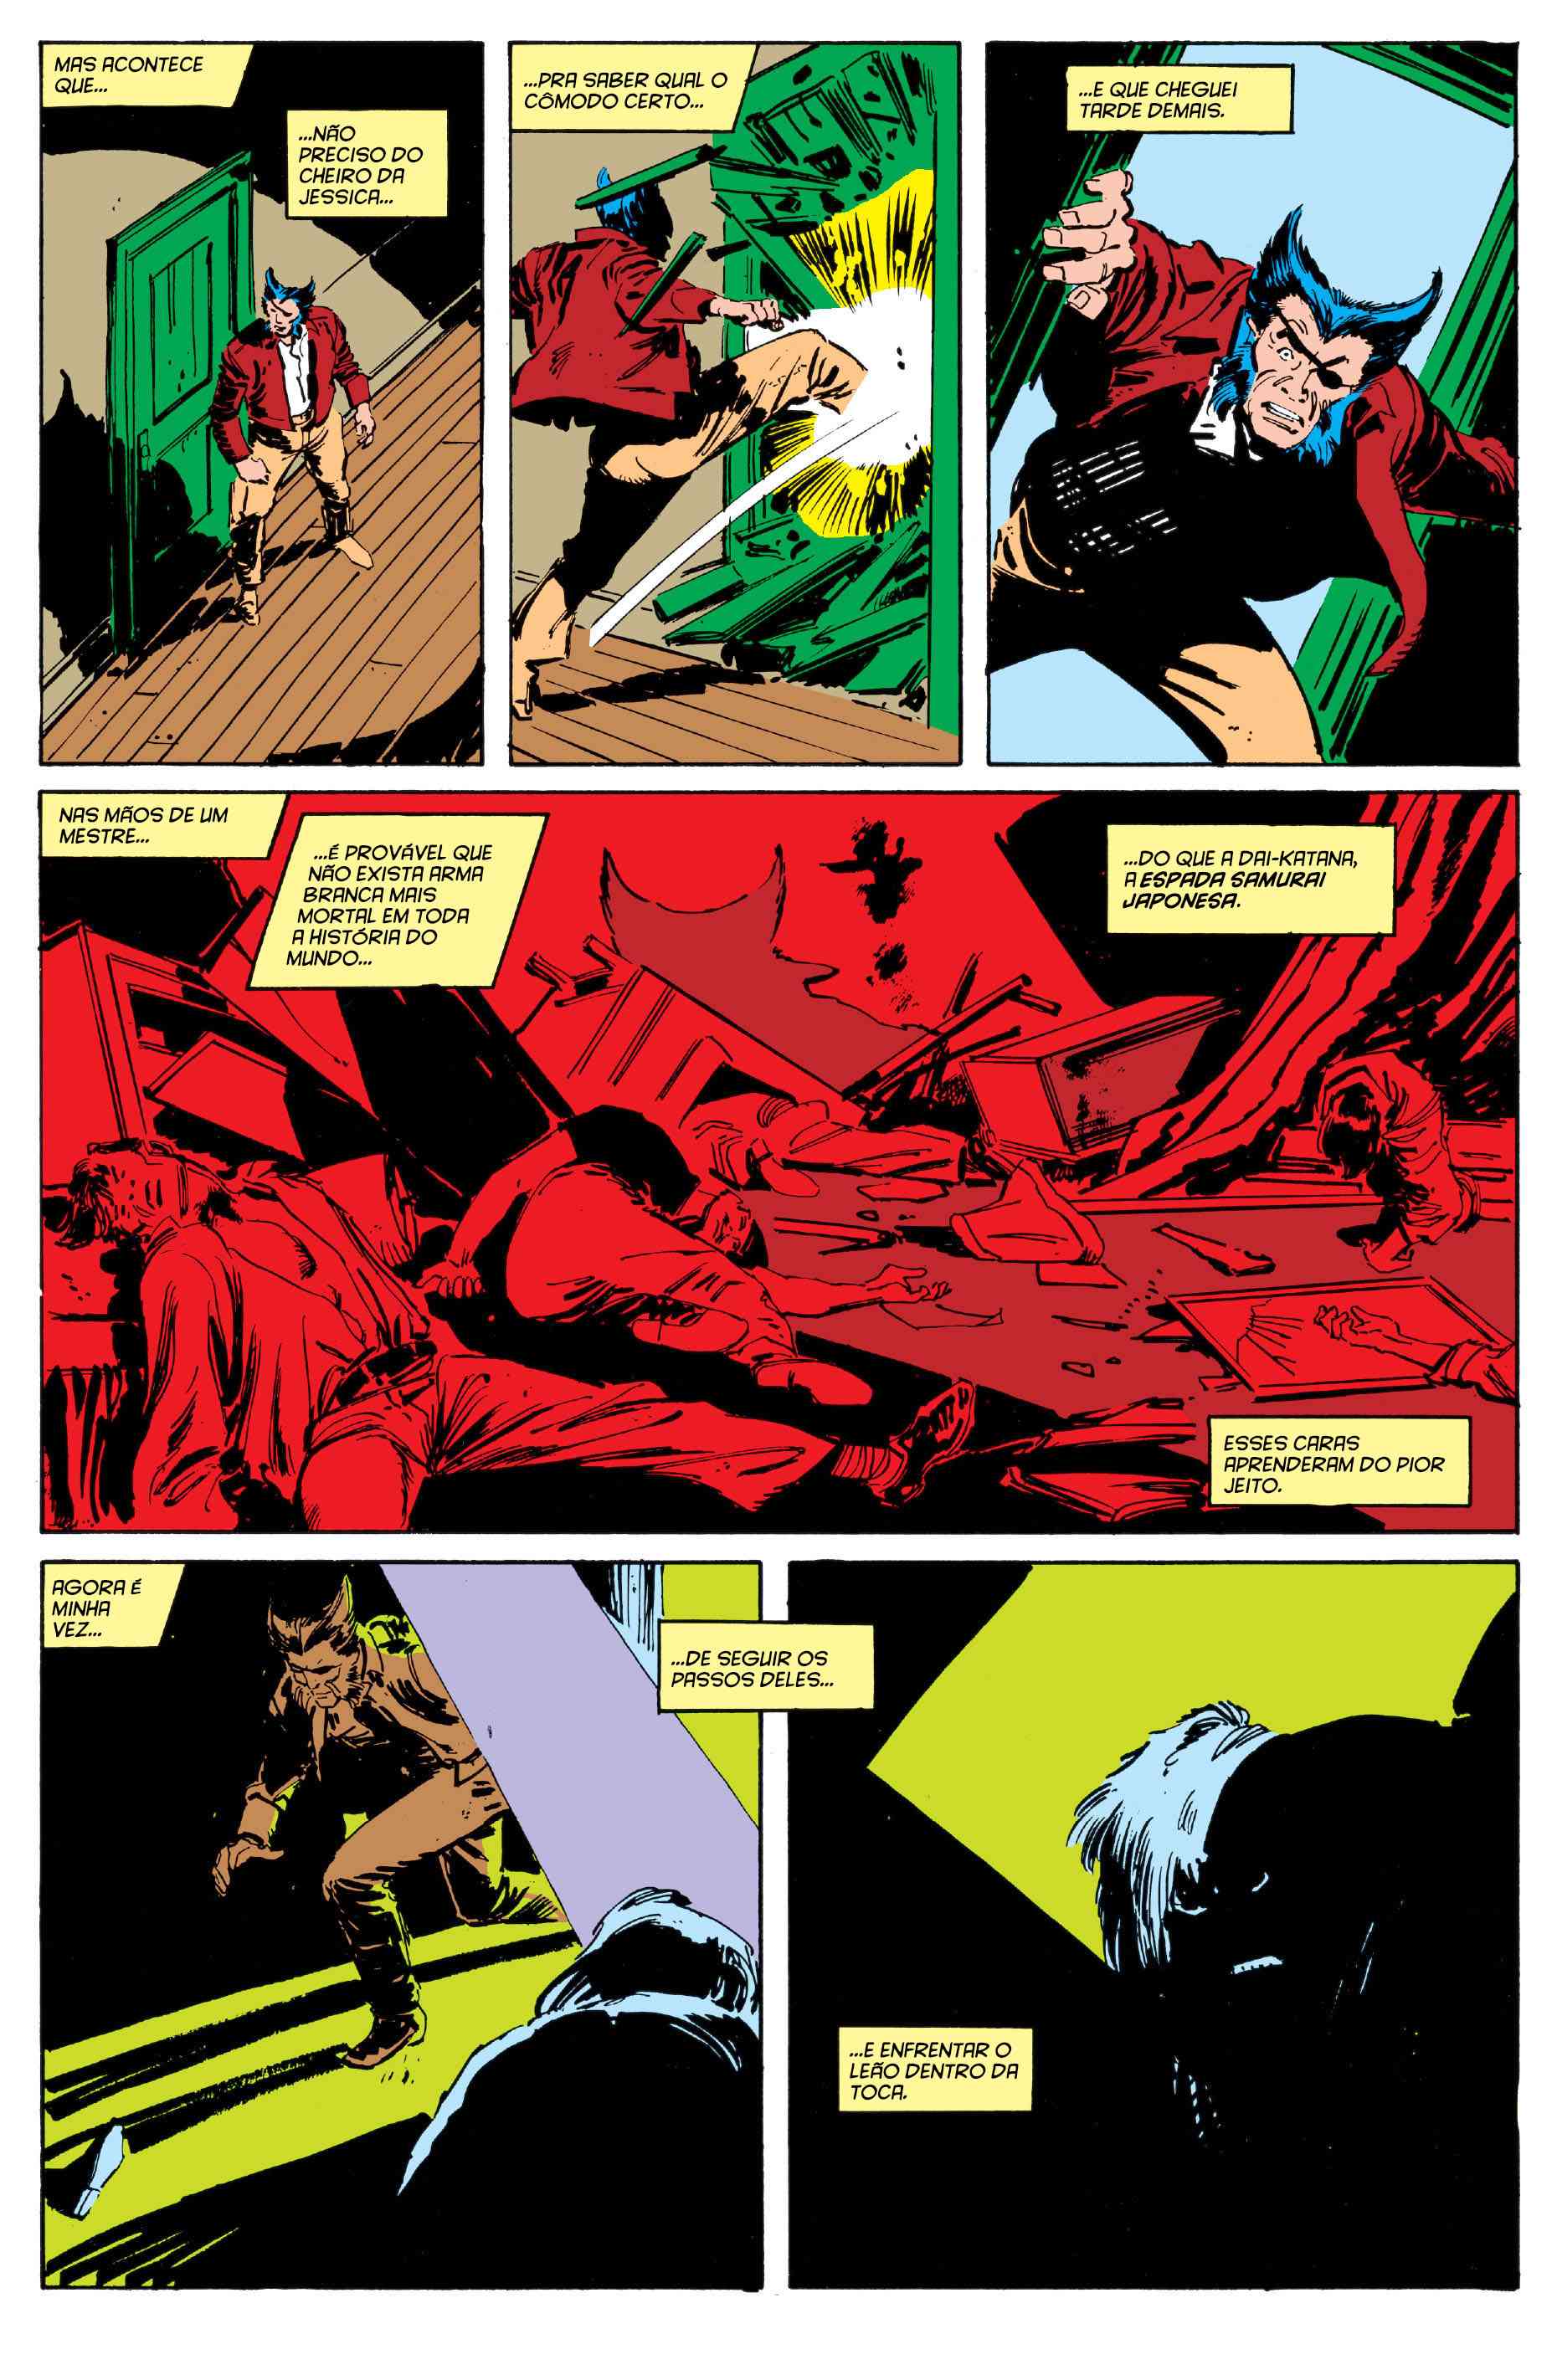 MAS ACONTECE
QUE...
...NÃO
PRECISO DO
CHEIRO DA
JESSICA...
...PRA SABER QUAL O
CÔMODO CERTO...
...E QUE CHEGUEI
TARDE DEMAIS.
NAS MÃOS DE UM
MESTRE...
...É PROVÁVEL QUE
NÃO EXISTA ARMA
BRANCA MAIS
MORTAL EM TODA
A HISTÓRIA DO
MUNDO...
...DO QUE A DAI-KATANA,
A ESPADA SAMURAI
JAPONESA.
ESSES CARAS
APRENDERAM DO PIOR
JEITO.
AGORA É
MINHA
VEZ...
...DE SEGUIR OS
PASSOS DELES...
...E ENFRENTAR O
LEÃO DENTRO DA
TOCA.